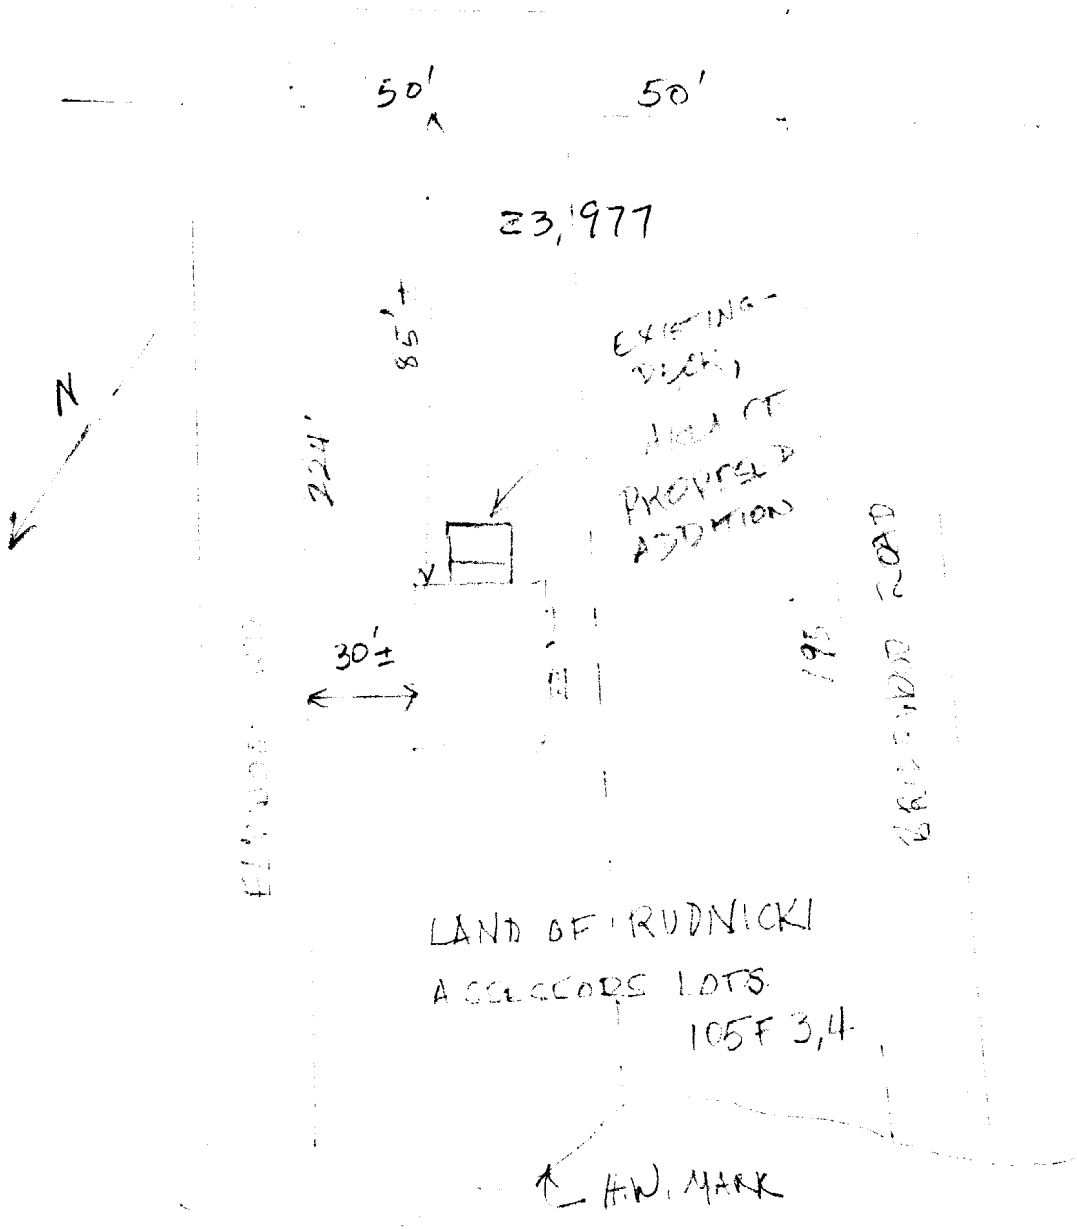 50' 50'
23,977
85'±
EXISTING
DECK,
AREA OF
PROPOSED
ADDITION
N
224'
30'±
195
ROAD
LAND OF RUDNICKI
ASSESSORS LOTS
105F 3,4
H.W. MARK